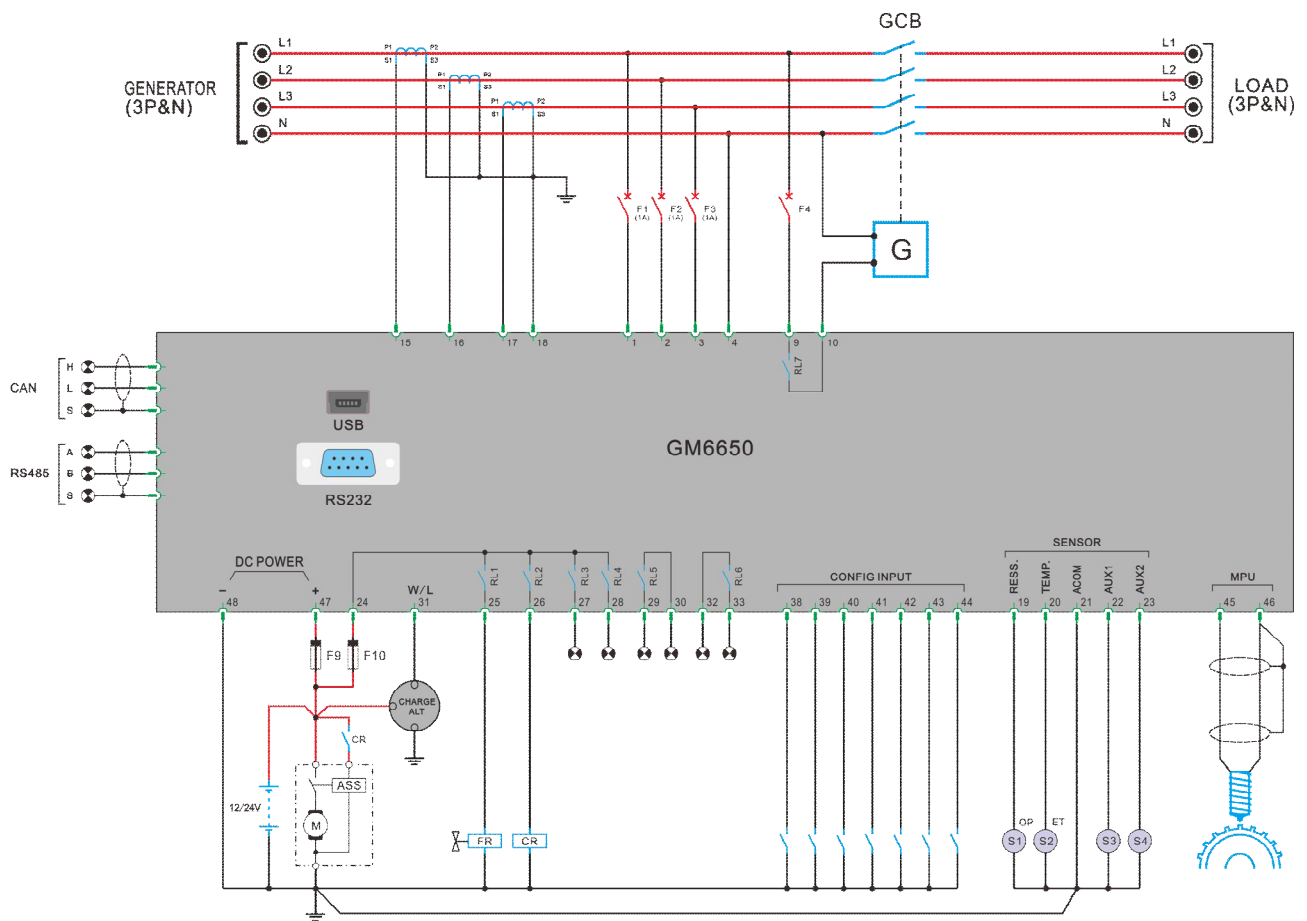 GCB
L1 P1 P2 L1
S1 S3
L2 P1 P2 L2
S1 S3
GENERATOR
(3P&N)
LOAD
(3P&N)
L3 P1 P2 L3
S1 S3
N N
F1 F2 F3 F4
(1A) (1A) (1A)
G
15 16 17 18 1 2 3 4 9 10
RL7
CAN
H
L
S
USB
RS485
A
B
S
RS232
GM6650
DC POWER
W/L
RL1 RL2 RL3 RL4 RL5 RL6
CONFIG INPUT
SENSOR
RESS. TEMP. ACOM AUX1 AUX2
MPU
− +
48 47 24 31 25 26 27 28 29 30 32 33 38 39 40 41 42 43 44 19 20 21 22 23 45 46
F9 F10
CHARGE
ALT
CR
ASS
12/24V
M
FR CR
OP ET
S1 S2 S3 S4